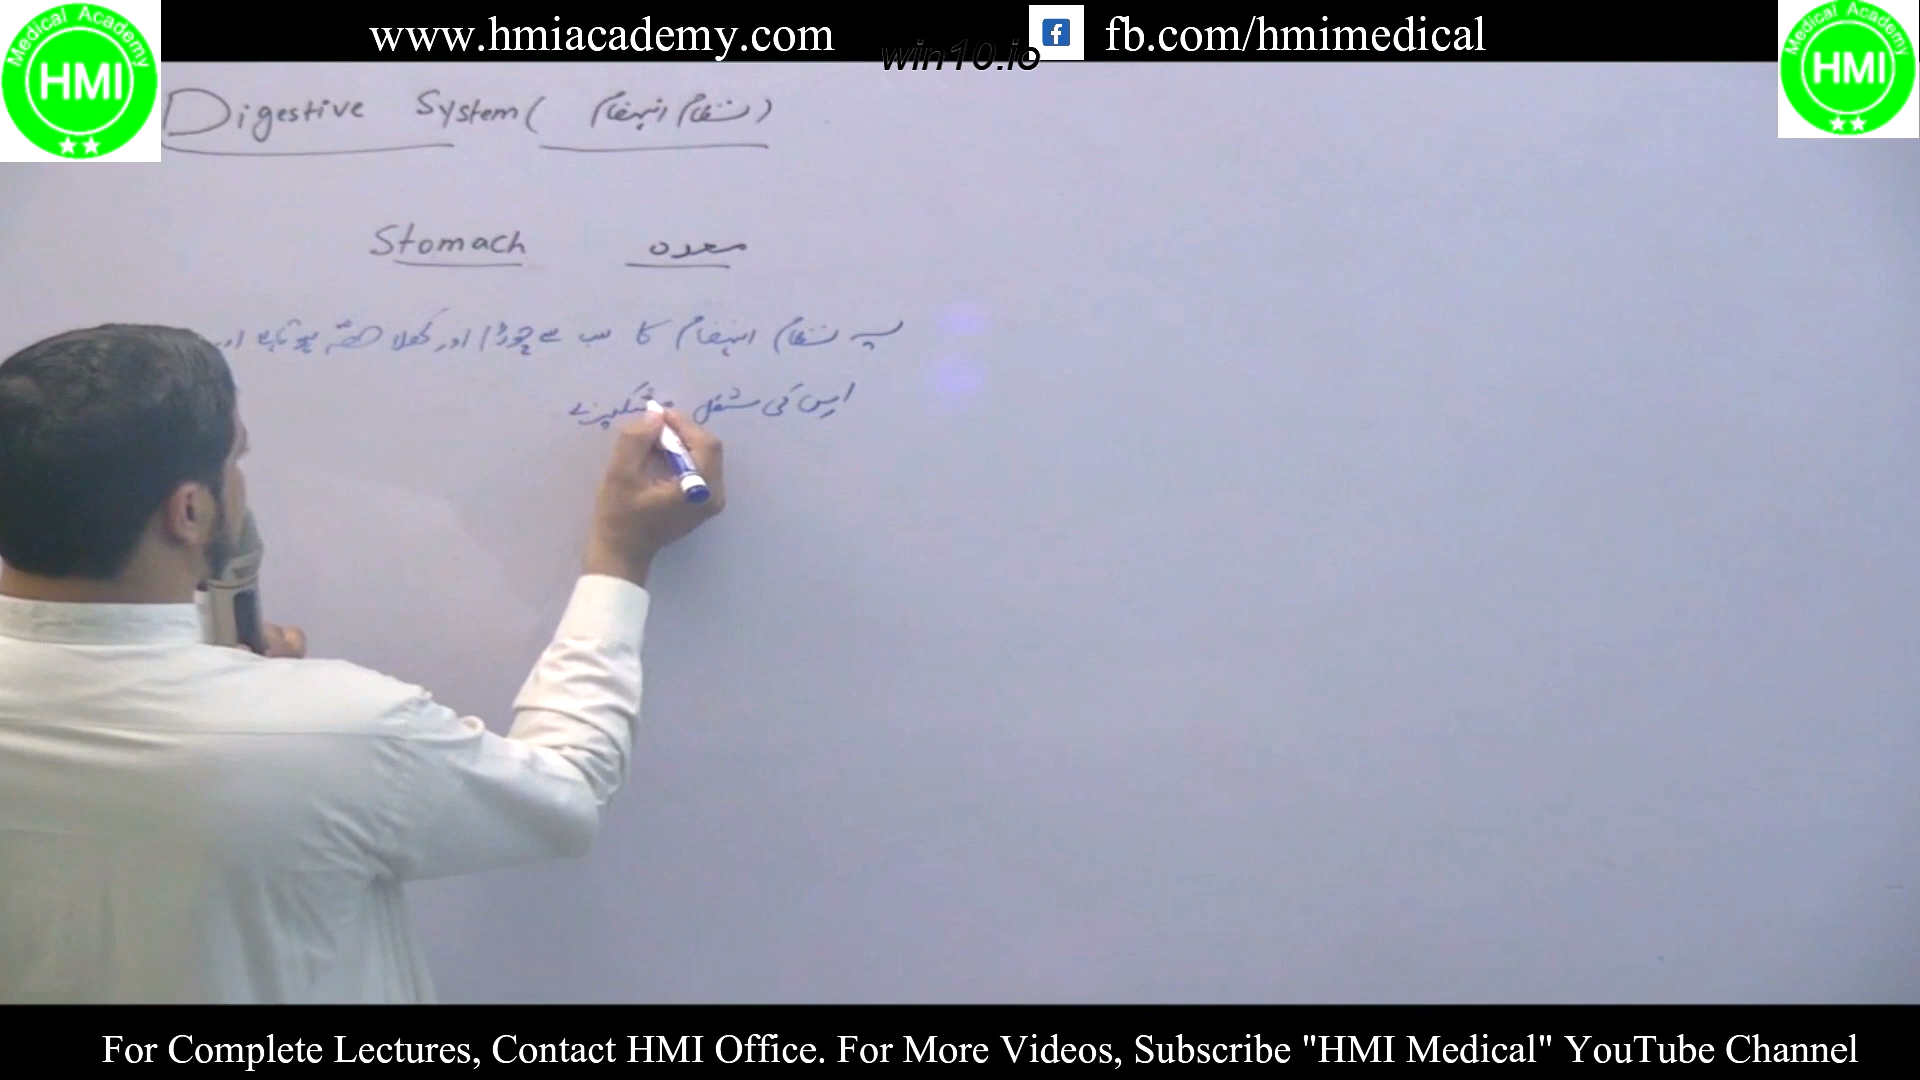 www.hmiacademy.com
fb.com/hmimedical
win10.io
Medical Academy
HMI
Medical Academy
HMI
Digestive System (نظام انہضام)
Stomach معدہ
یہ نظام انہضام کا سب سے چوڑا اور کھلا حصّہ ہوتا ہے اور
اس کی شکل مشکیزے
For Complete Lectures, Contact HMI Office. For More Videos, Subscribe "HMI Medical" YouTube Channel